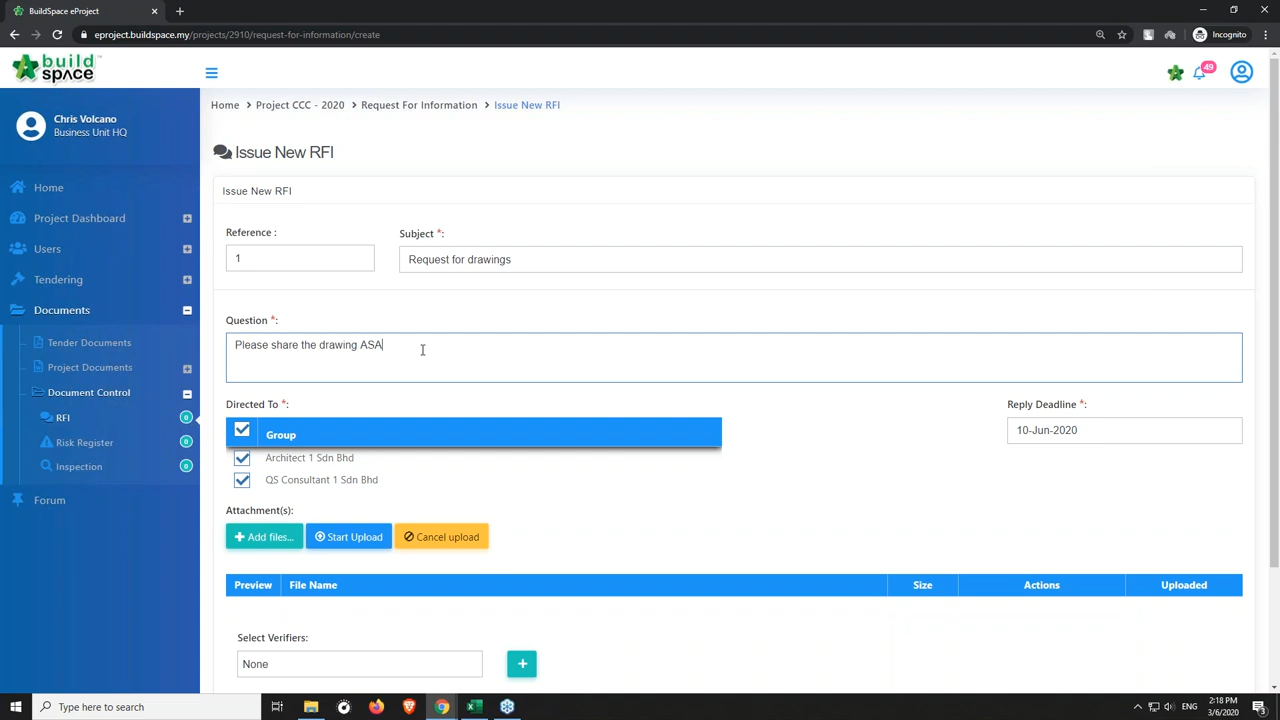 BuildSpace eProject
eproject.buildspace.my/projects/2910/request-for-information/create
Incognito
build
space
49
Chris Volcano
Business Unit HQ
Home
Project Dashboard
Users
Tendering
Documents
Tender Documents
Project Documents
Document Control
RFI
0
Risk Register
0
Inspection
0
Forum
Home > Project CCC - 2020 > Request For Information > Issue New RFI
Issue New RFI
Issue New RFI
Reference :
Subject *:
1
Request for drawings
Question *:
Please share the drawing ASA
Directed To *:
Reply Deadline *:
Group
10-Jun-2020
Architect 1 Sdn Bhd
QS Consultant 1 Sdn Bhd
Attachment(s):
Add files...
Start Upload
Cancel upload
Preview File Name Size Actions Uploaded
Select Verifiers:
None
Type here to search
ENG
2:18 PM
3/6/2020